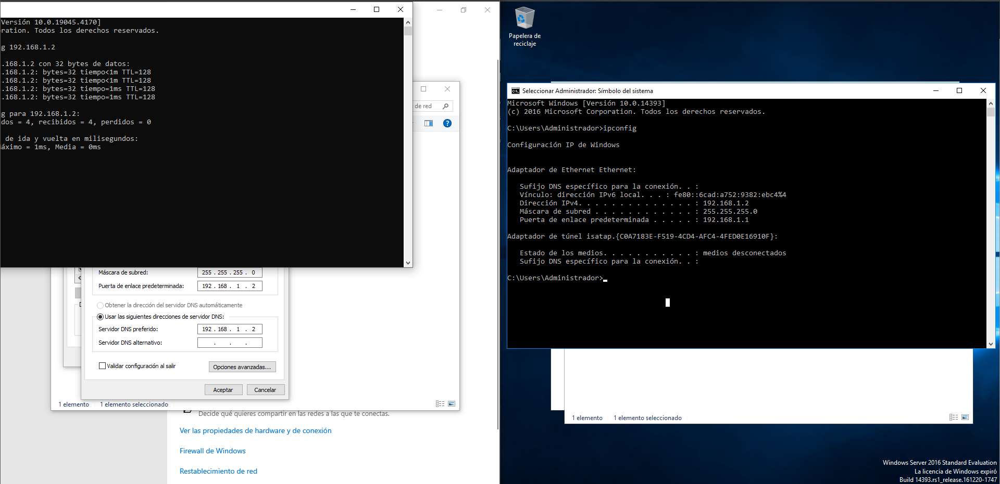 Versión 10.0.19045.4170]
ration. Todos los derechos reservados.
g 192.168.1.2
.168.1.2 con 32 bytes de datos:
.168.1.2: bytes=32 tiempo<1m TTL=128
.168.1.2: bytes=32 tiempo<1m TTL=128
.168.1.2: bytes=32 tiempo=1ms TTL=128
.168.1.2: bytes=32 tiempo=1ms TTL=128
g para 192.168.1.2:
dos = 4, recibidos = 4, perdidos = 0
de ida y vuelta en milisegundos:
áximo = 1ms, Media = 0ms
de red
Máscara de subred: 255 . 255 . 255 . 0
Puerta de enlace predeterminada: 192 . 168 . 1 . 2
Obtener la dirección del servidor DNS automáticamente
Usar las siguientes direcciones de servidor DNS:
Servidor DNS preferido: 192 . 168 . 1 . 2
Servidor DNS alternativo: . . .
Validar configuración al salir
Opciones avanzadas...
Aceptar Cancelar
1 elemento 1 elemento seleccionado
Decide qué quieres compartir en las redes a las que te conectas.
Ver las propiedades de hardware y de conexión
Firewall de Windows
Restablecimiento de red
Papelera de
reciclaje
Seleccionar Administrador: Símbolo del sistema
Microsoft Windows [Versión 10.0.14393]
(c) 2016 Microsoft Corporation. Todos los derechos reservados.
C:\Users\Administrador>ipconfig
Configuración IP de Windows
Adaptador de Ethernet Ethernet:
Sufijo DNS específico para la conexión. . :
Vínculo: dirección IPv6 local. . . : fe80::6cad:a752:9382:ebc4%4
Dirección IPv4. . . . . . . . . . . . . . : 192.168.1.2
Máscara de subred . . . . . . . . . . . . : 255.255.255.0
Puerta de enlace predeterminada . . . . . : 192.168.1.1
Adaptador de túnel isatap.{C0A7183E-F519-4CD4-AFC4-4FED0E16910F}:
Estado de los medios. . . . . . . . . . . : medios desconectados
Sufijo DNS específico para la conexión. . :
C:\Users\Administrador>
1 elemento 1 elemento seleccionado
Windows Server 2016 Standard Evaluation
La licencia de Windows expiró
Build 14393.rs1_release.161220-1747